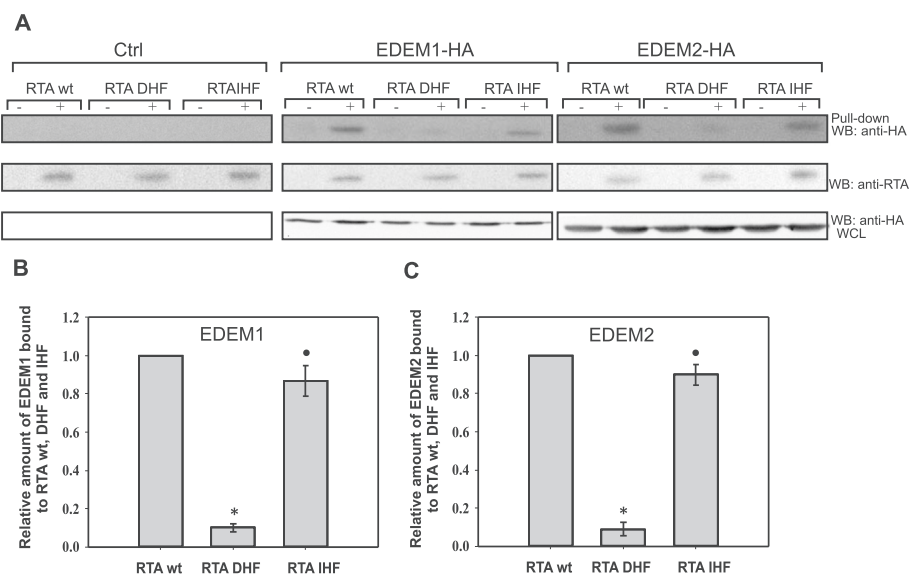 A
Ctrl
EDEM1-HA
EDEM2-HA
RTA wt RTA DHF RTAIHF RTA wt RTA DHF RTA IHF RTA wt RTA DHF RTA IHF
- + - + - + - + - + - + - + - + - +
Pull-down
WB: anti-HA
WB: anti-RTA
WB: anti-HA
WCL
B
Relative amount of EDEM1 bound
to RTA wt, DHF and IHF
EDEM1
1.2
1.0
0.8
0.6
0.4
0.2
0.0
*
•
RTA wt RTA DHF RTA IHF
C
Relative amount of EDEM2 bound
to RTA wt, DHF and IHF
EDEM2
1.2
1.0
0.8
0.6
0.4
0.2
0.0
*
•
RTA wt RTA DHF RTA IHF